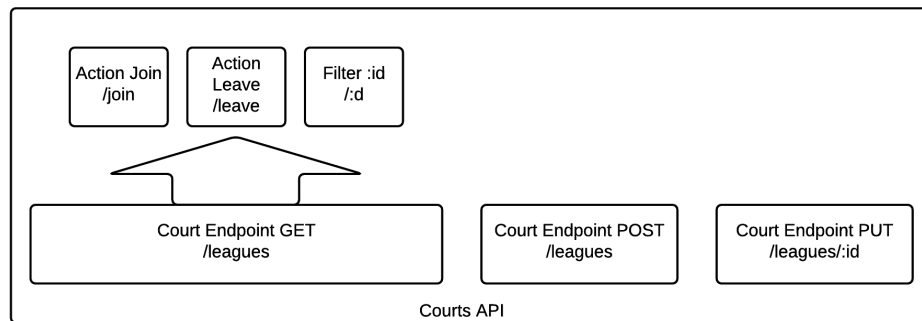 Action Join
/join
Action
Leave
/leave
Filter :id
/:d
Court Endpoint GET
/leagues
Court Endpoint POST
/leagues
Court Endpoint PUT
/leagues/:id
Courts API